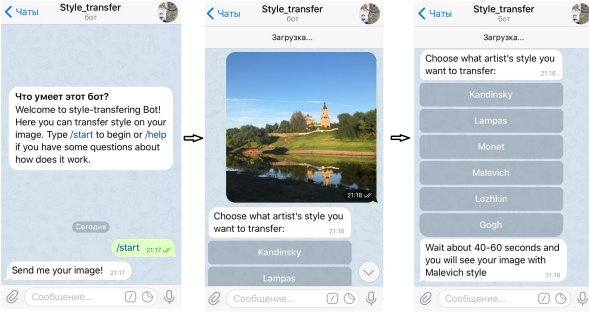 Чаты
Style_transfer
бот
Что умеет этот бот?
Welcome to style-transfering Bot!
Here you can transfer style on your
image. Type /start to begin or /help
if you have some questions about
how does it work.
Сегодня
/start 21:17
Send me your image! 21:17
Сообщение...
Чаты
Style_transfer
бот
Загрузка...
21:18
Choose what artist's style you
want to transfer: 21:18
Kandinsky
Lampas
Сообщение...
Чаты
Style_transfer
бот
Загрузка...
Choose what artist's style you
want to transfer: 21:18
Kandinsky
Lampas
Monet
Malevich
Lozhkin
Gogh
Wait about 40-60 seconds and
you will see your image with
Malevich style 21:18
Сообщение...